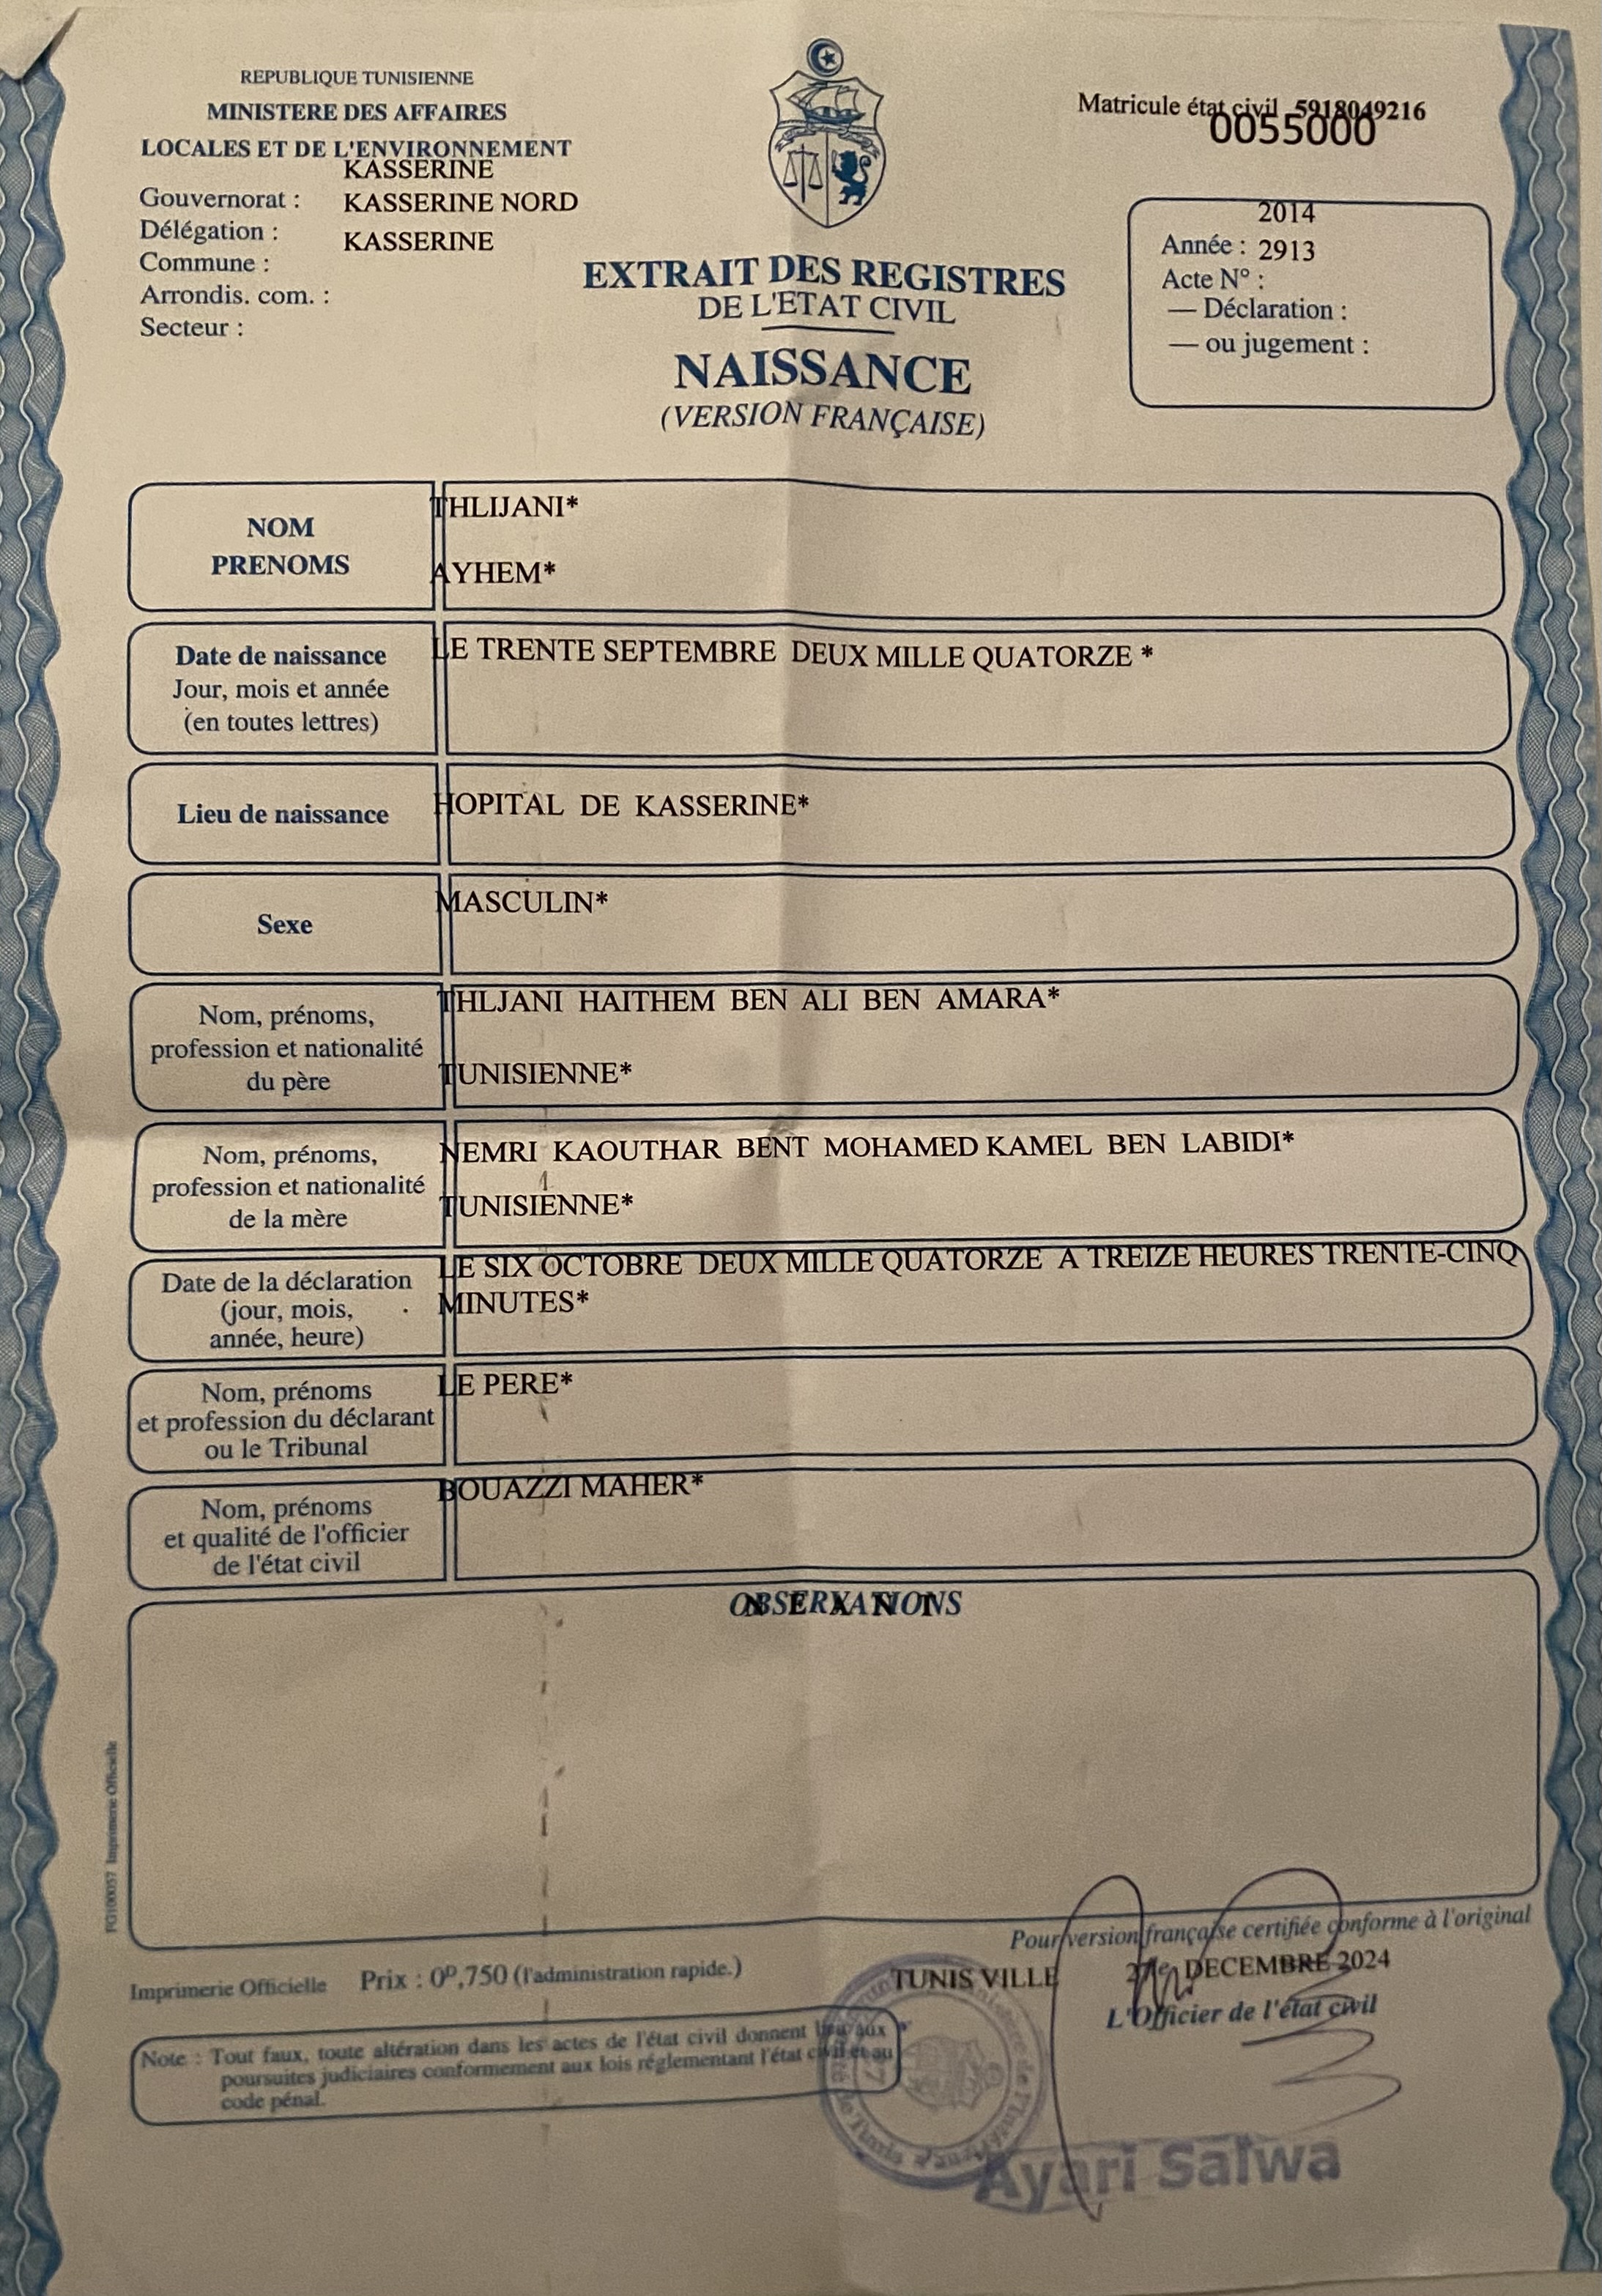 REPUBLIQUE TUNISIENNE
MINISTERE DES AFFAIRES
LOCALES ET DE L'ENVIRONNEMENT
KASSERINE
Gouvernorat : KASSERINE NORD
Délégation : KASSERINE
Commune :
Arrondis. com. :
Secteur :
Matricule état civil 5918049216
0055000
2014
Année : 2913
Acte N° :
— Déclaration :
— ou jugement :
EXTRAIT DES REGISTRES
DE L'ETAT CIVIL
NAISSANCE
(VERSION FRANÇAISE)
NOM
PRENOMS
THLIJANI*
AYHEM*
Date de naissance
Jour, mois et année
(en toutes lettres)
LE TRENTE SEPTEMBRE DEUX MILLE QUATORZE *
Lieu de naissance
HOPITAL DE KASSERINE*
Sexe
MASCULIN*
Nom, prénoms,
profession et nationalité
du père
THLJANI HAITHEM BEN ALI BEN AMARA*
TUNISIENNE*
Nom, prénoms,
profession et nationalité
de la mère
NEMRI KAOUTHAR BENT MOHAMED KAMEL BEN LABIDI*
TUNISIENNE*
Date de la déclaration
(jour, mois,
année, heure)
LE SIX OCTOBRE DEUX MILLE QUATORZE A TREIZE HEURES TRENTE-CINQ
MINUTES*
Nom, prénoms
et profession du déclarant
ou le Tribunal
LE PERE*
Nom, prénoms
et qualité de l'officier
de l'état civil
BOUAZZI MAHER*
OBSERVATIONS
Pour version française certifiée conforme à l'original
TUNIS VILLE DECEMBRE 2024
L'Officier de l'état civil
Imprimerie Officielle Prix : 0ᴰ,750 (l'administration rapide.)
Note : Tout faux, toute altération dans les actes de l'état civil donnent lieu aux
poursuites judiciaires conformement aux lois réglementant l'état civil et au
code pénal.
Ayari Salwa
Imprimerie Officielle